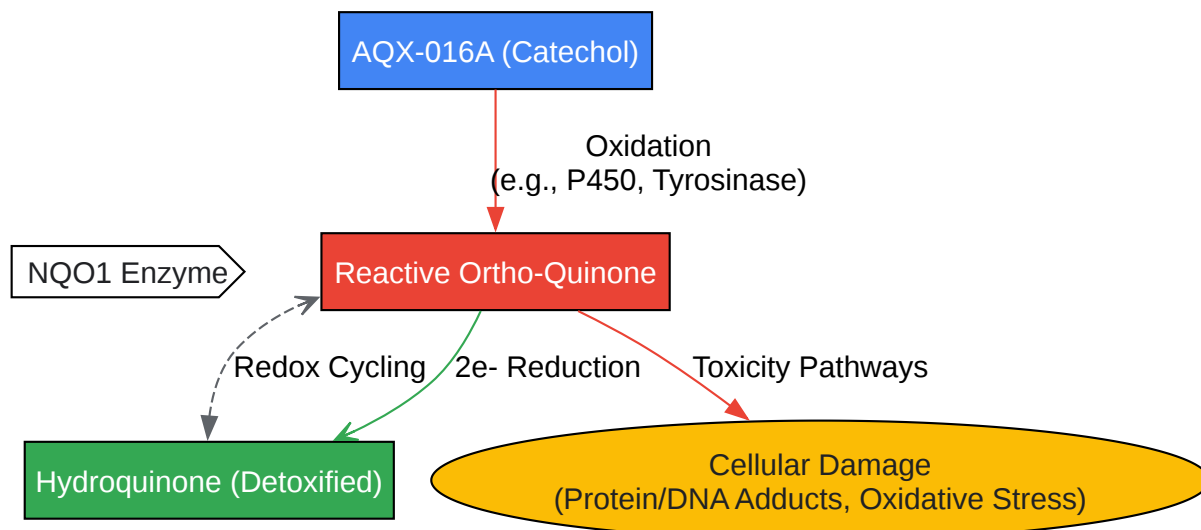 AQX-016A (Catechol)
Oxidation
(e.g., P450, Tyrosinase)
NQO1 Enzyme
Reactive Ortho-Quinone
Redox Cycling
2e- Reduction
Toxicity Pathways
Hydroquinone (Detoxified)
Cellular Damage
(Protein/DNA Adducts, Oxidative Stress)